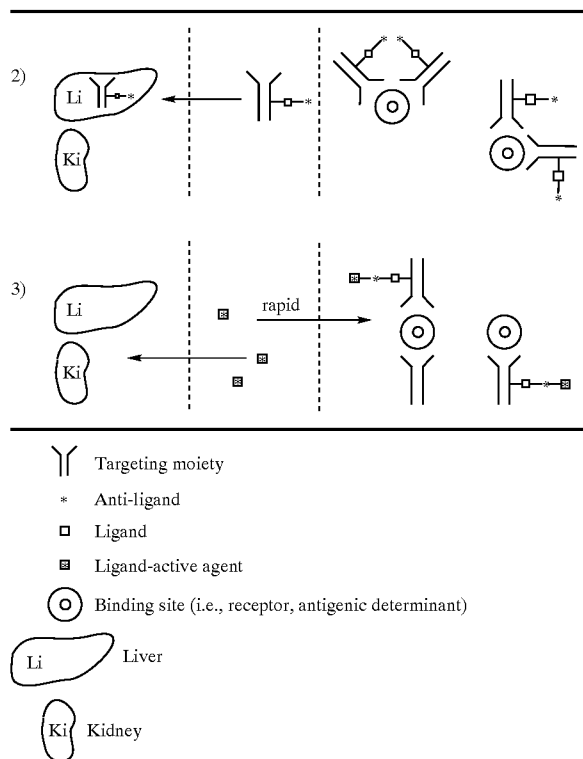 2)
Li
Ki
3)
Li
rapid
Ki
Targeting moiety
* Anti-ligand
Ligand
Ligand-active agent
Binding site (i.e., receptor, antigenic determinant)
Li Liver
Ki Kidney